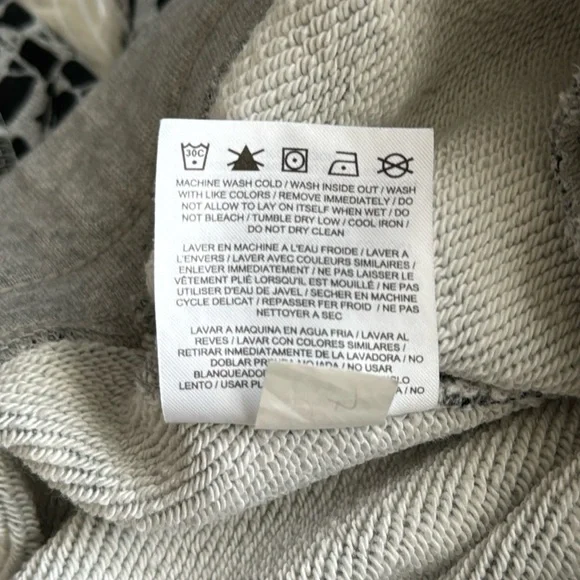 30C
MACHINE WASH COLD / WASH INSIDE OUT / WASH
WITH LIKE COLORS / REMOVE IMMEDIATELY / DO
NOT ALLOW TO LAY ON ITSELF WHEN WET / DO
NOT BLEACH / TUMBLE DRY LOW / COOL IRON /
DO NOT DRY CLEAN
LAVER EN MACHINE A L'EAU FROIDE / LAVER A
L'ENVERS / LAVER AVEC COULEURS SIMILAIRES /
ENLEVER IMMEDIATEMENT / NE PAS LAISSER LE
VÊTEMENT PLIÉ LORSQU'IL EST MOUILLÉ / NE PAS
UTILISER D'EAU DE JAVEL / SECHER EN MACHINE
CYCLE DELICAT / REPASSER FER FROID / NE PAS
NETTOYER A SEC
LAVAR A MAQUINA EN AGUA FRIA / LAVAR AL
REVES / LAVAR CON COLORES SIMILARES /
RETIRAR INMEDIATAMENTE DE LA LAVADORA / NO
DOBLAR / NO USAR
LENTO / USAR / NO